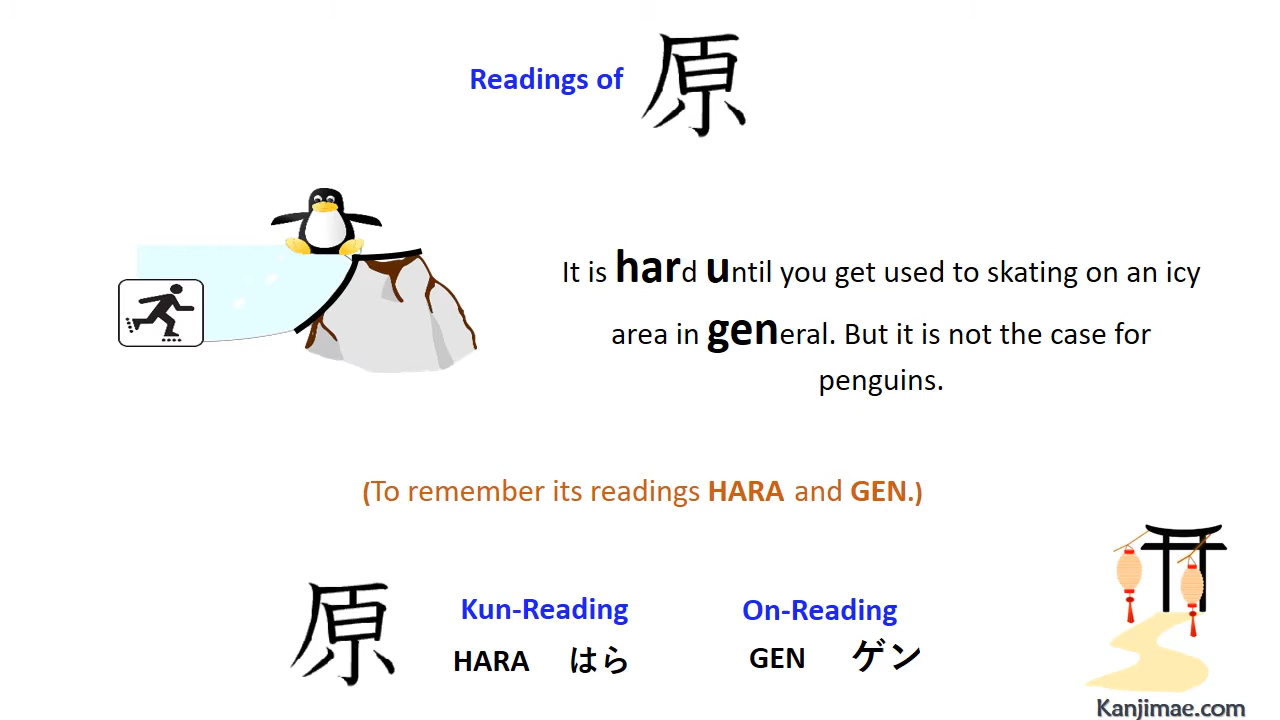 Readings of 原
It is hard until you get used to skating on an icy
area in general. But it is not the case for
penguins.
(To remember its readings HARA and GEN.)
原 Kun-Reading On-Reading
HARA はら GEN ゲン
Kanjimae.com